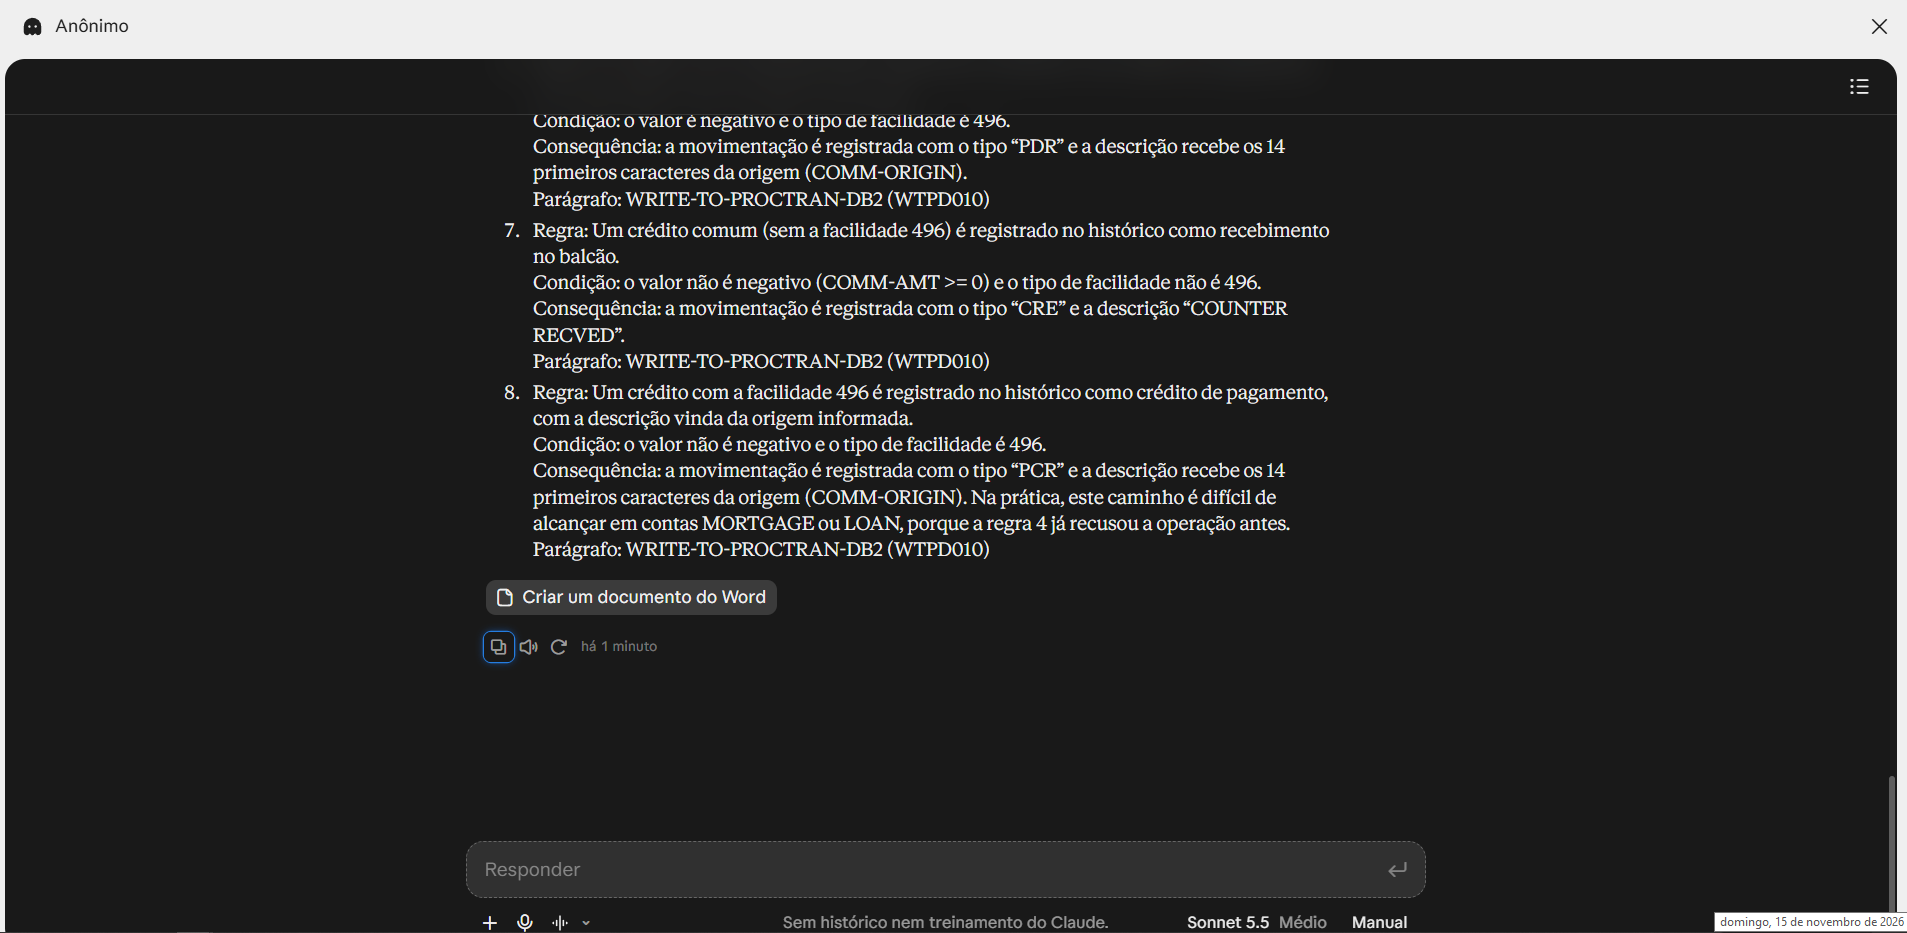 Anônimo
Condição: o valor é negativo e o tipo de facilidade é 496.
Consequência: a movimentação é registrada com o tipo “PDR” e a descrição recebe os 14
primeiros caracteres da origem (COMM-ORIGIN).
Parágrafo: WRITE-TO-PROCTRAN-DB2 (WTPD010)
7. Regra: Um crédito comum (sem a facilidade 496) é registrado no histórico como recebimento
no balcão.
Condição: o valor não é negativo (COMM-AMT >= 0) e o tipo de facilidade não é 496.
Consequência: a movimentação é registrada com o tipo “CRE” e a descrição “COUNTER
RECVED”.
Parágrafo: WRITE-TO-PROCTRAN-DB2 (WTPD010)
8. Regra: Um crédito com a facilidade 496 é registrado no histórico como crédito de pagamento,
com a descrição vinda da origem informada.
Condição: o valor não é negativo e o tipo de facilidade é 496.
Consequência: a movimentação é registrada com o tipo “PCR” e a descrição recebe os 14
primeiros caracteres da origem (COMM-ORIGIN). Na prática, este caminho é difícil de
alcançar em contas MORTGAGE ou LOAN, porque a regra 4 já recusou a operação antes.
Parágrafo: WRITE-TO-PROCTRAN-DB2 (WTPD010)
Criar um documento do Word
há 1 minuto
Responder
Sem histórico nem treinamento do Claude.
Sonnet 5.5 Médio
Manual
domingo, 15 de novembro de 2026